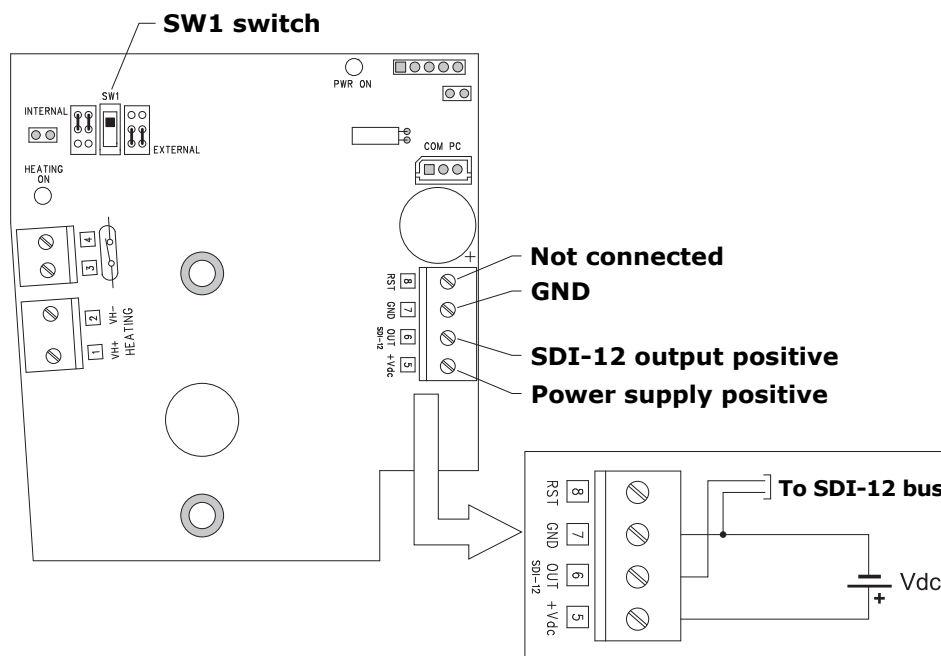 SW1 switch
PWR ON
SW1
INTERNAL
EXTERNAL
COM PC
HEATING
ON
4
3
2
VH-
1
VH+
HEATING
+
RST
8
GND
7
OUT
6
SDI-12
+Vdc
5
Not connected
GND
SDI-12 output positive
Power supply positive
RST
8
GND
7
OUT
6
SDI-12
+Vdc
5
To SDI-12 bus
Vdc
+